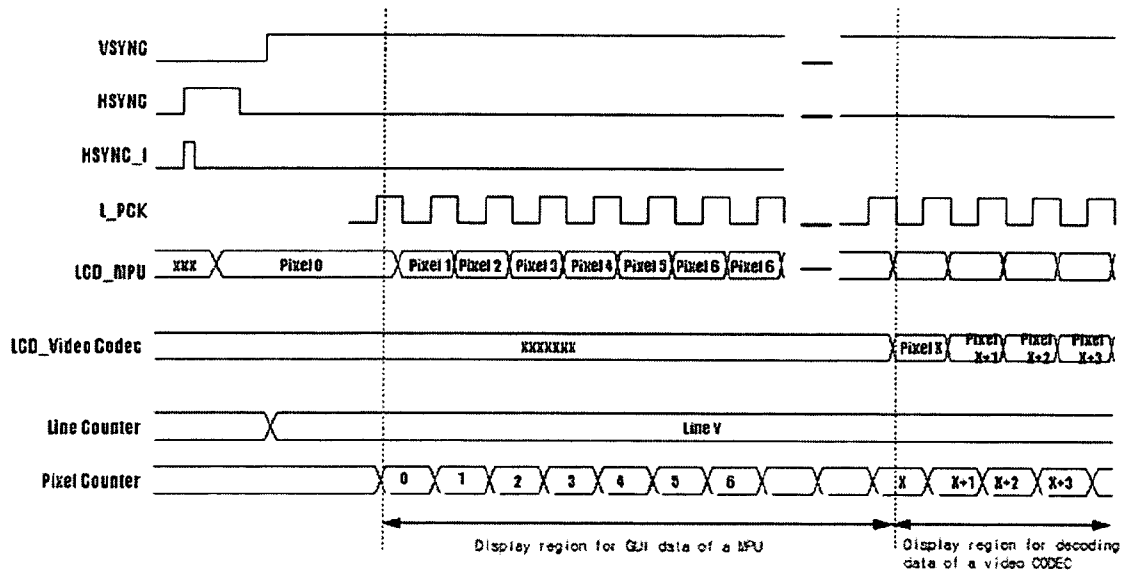 VSYNC
HSYNC
HSYNC_I
L_PCK
LCD_MPU
xxx Pixel 0 Pixel 1 Pixel 2 Pixel 3 Pixel 4 Pixel 5 Pixel 6 Pixel 6
LCD_Video Codec
xxxxxxx Pixel X Pixel X+1 Pixel X+2 Pixel X+3
Line Counter
Line V
Pixel Counter
0 1 2 3 4 5 6 X X+1 X+2 X+3
Display region for GUI data of a MPU
Display region for decoding
data of a video CODEC